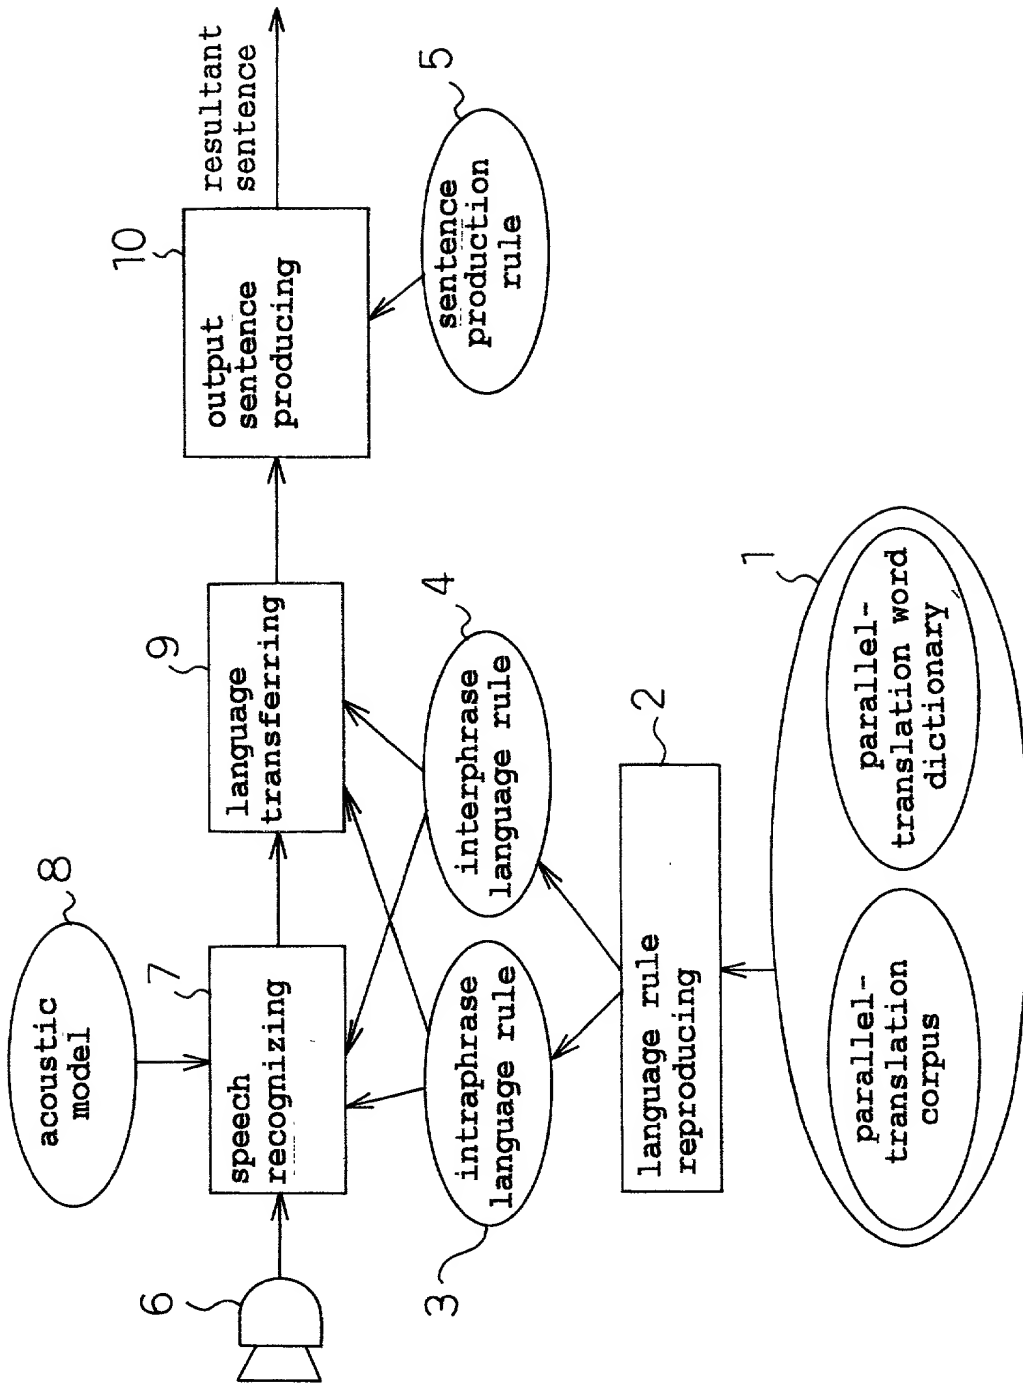 8
acoustic
model
7
speech
recognizing
6
9
language
transferring
10
output
sentence
producing
resultant
sentence
5
sentence
production
rule
3
intraphrase
language rule
4
interphrase
language rule
2
language rule
reproducing
1
parallel-
translation
corpus
parallel-
translation word
dictionary